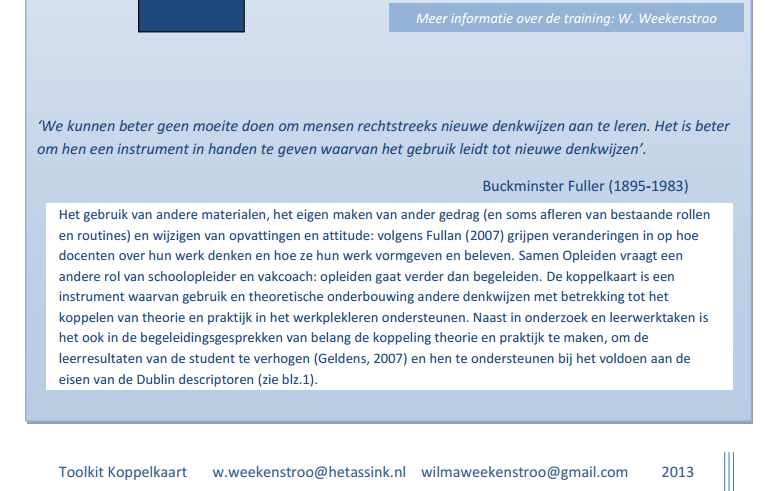 Meer informatie over de training: W. Weekenstroo
‘We kunnen beter geen moeite doen om mensen rechtstreeks nieuwe denkwijzen aan te leren. Het is beter
om hen een instrument in handen te geven waarvan het gebruik leidt tot nieuwe denkwijzen’.
Buckminster Fuller (1895-1983)
Het gebruik van andere materialen, het eigen maken van ander gedrag (en soms afleren van bestaande rollen
en routines) en wijzigen van opvattingen en attitude: volgens Fullan (2007) grijpen veranderingen in op hoe
docenten over hun werk denken en hoe ze hun werk vormgeven en beleven. Samen Opleiden vraagt een
andere rol van schoolopleider en vakcoach: opleiden gaat verder dan begeleiden. De koppelkaart is een
instrument waarvan gebruik en theoretische onderbouwing andere denkwijzen met betrekking tot het
koppelen van theorie en praktijk in het werkplekleren ondersteunen. Naast in onderzoek en leerwerktaken is
het ook in de begeleidingsgesprekken van belang de koppeling theorie en praktijk te maken, om de
leerresultaten van de student te verhogen (Geldens, 2007) en hen te ondersteunen bij het voldoen aan de
eisen van de Dublin descriptoren (zie blz.1).
Toolkit Koppelkaart w.weekenstroo@hetassink.nl wilmaweekenstroo@gmail.com 2013